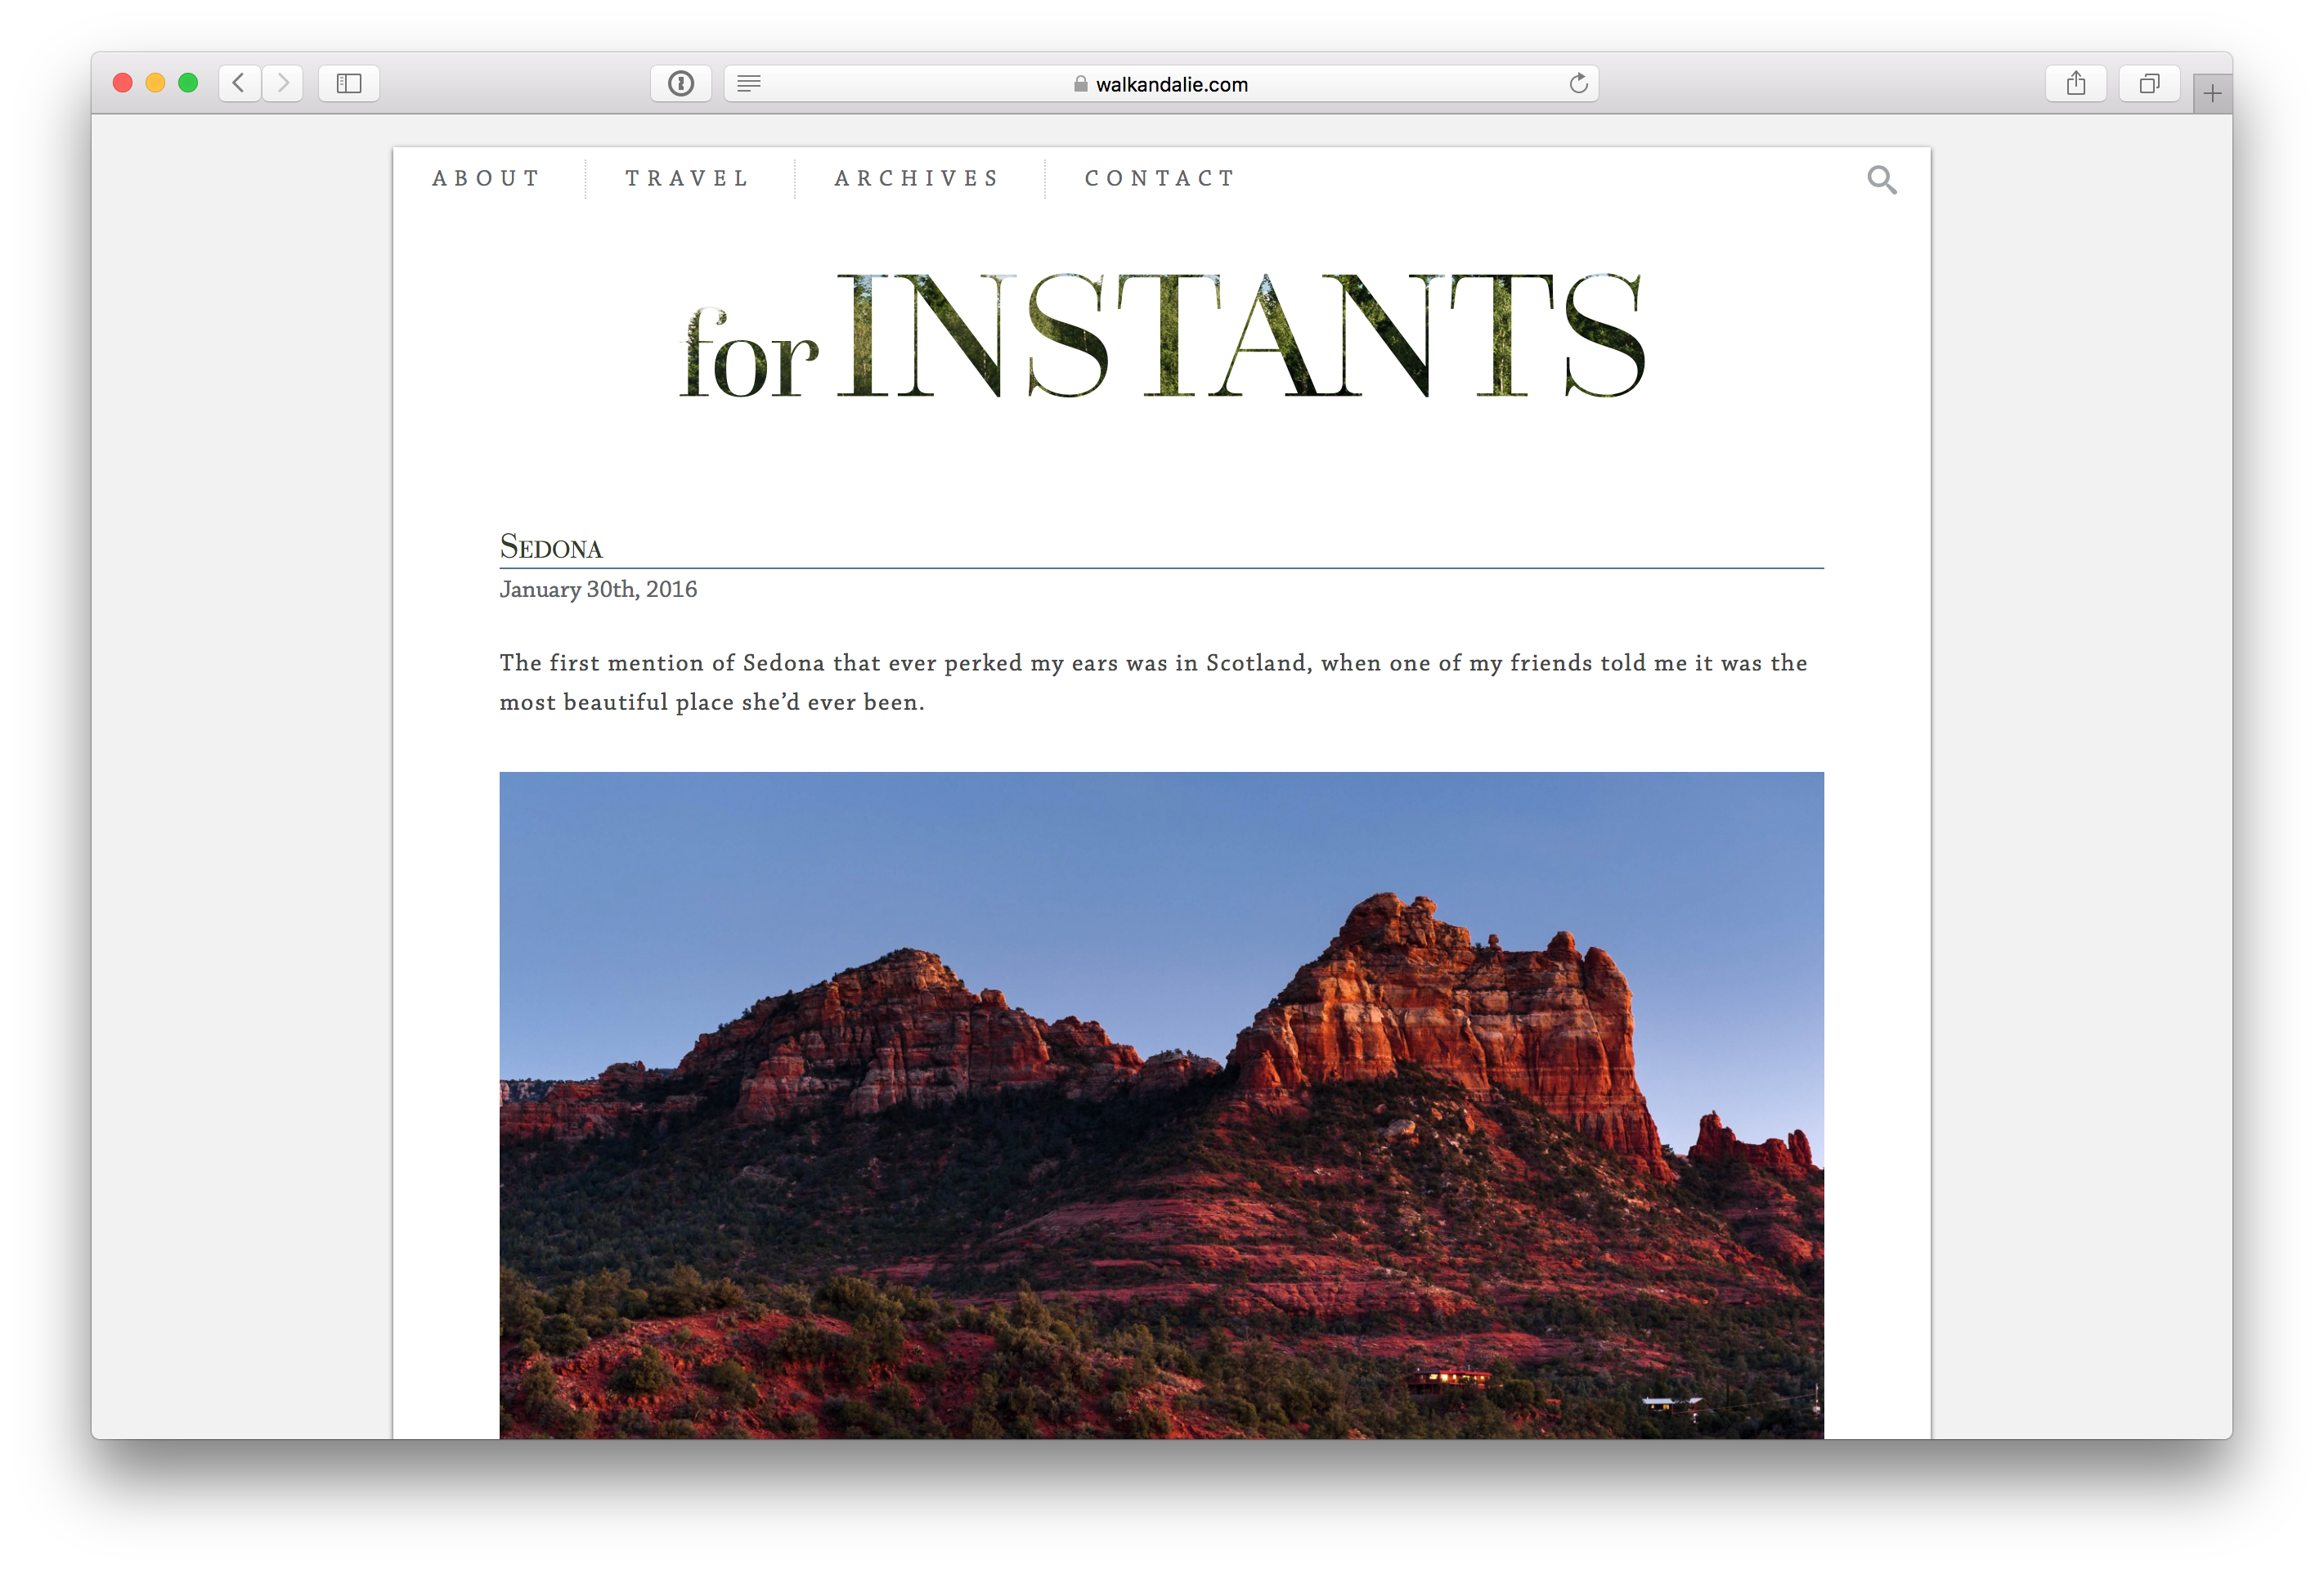 walkandalie.com
ABOUT
TRAVEL
ARCHIVES
CONTACT
for INSTANTS
SEDONA
January 30th, 2016
The first mention of Sedona that ever perked my ears was in Scotland, when one of my friends told me it was the
most beautiful place she’d ever been.